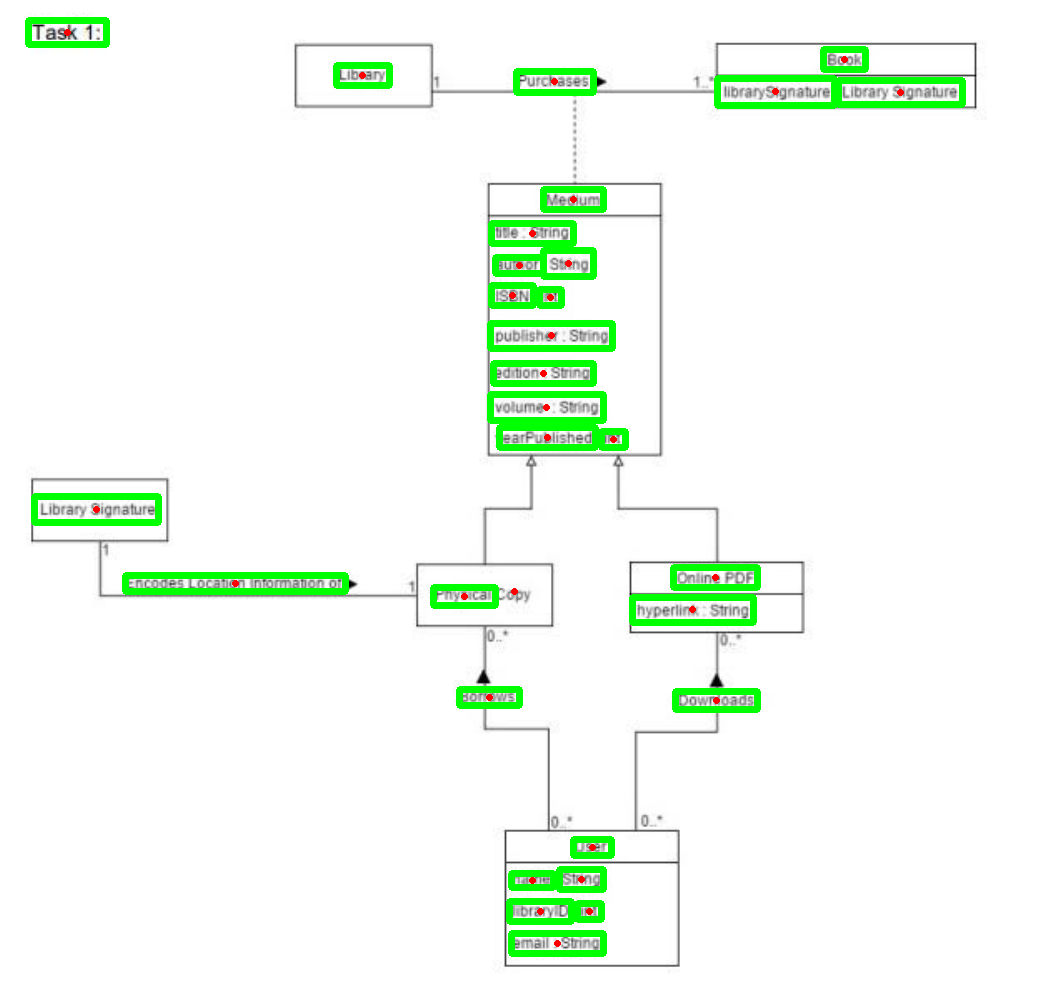 Task 1:
Library
1
Purchases
1..*
Book
librarySignature : Library Signature
Medium
title : String
autor : String
ISBN : int
publisher : String
edition : String
volume : String
yearPublished : int
Library Signature
1
Encodes Location Information of
1
Physical Copy
0..*
Online PDF
hyperlink : String
0..*
Borrows
Downloads
0..*
0..*
User
name : String
libraryID : int
email : String